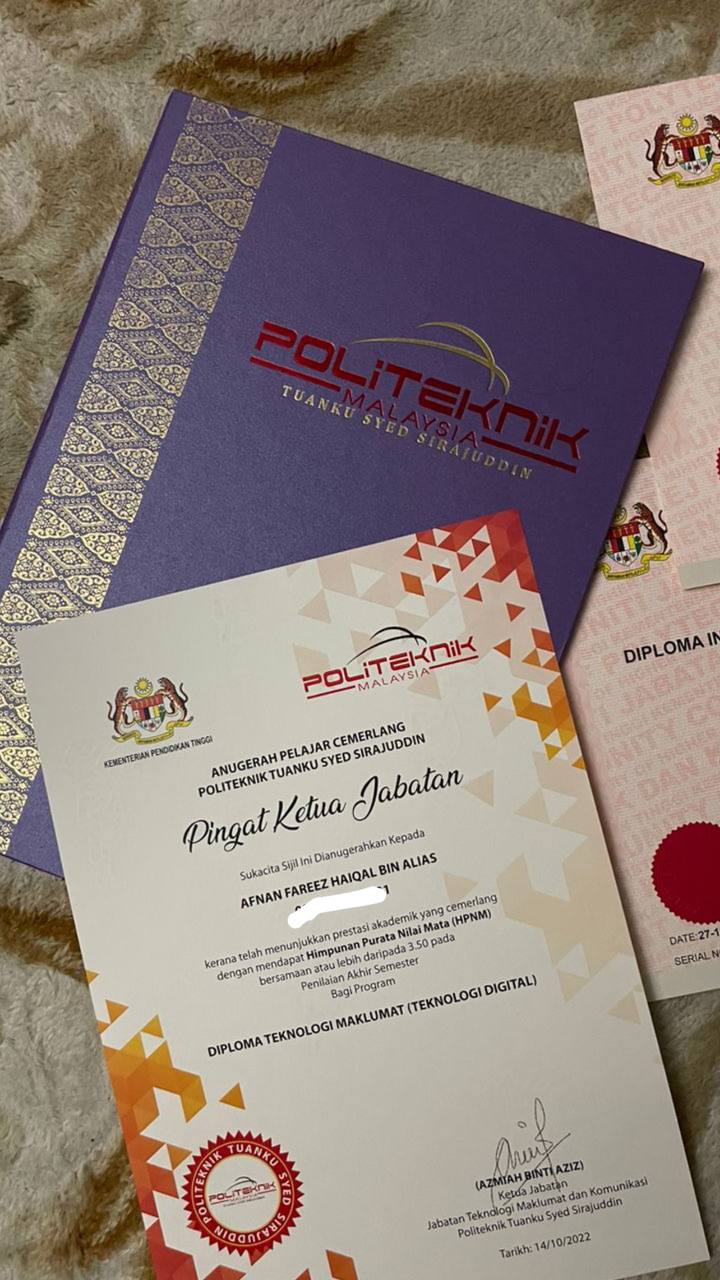 POLITEKNIK
MALAYSIA
TUANKU SYED SIRAJUDDIN
DIPLOMA IN
DATE:27-1
SERIAL N
KEMENTERIAN PENDIDIKAN TINGGI
POLITEKNIK
MALAYSIA
ANUGERAH PELAJAR CEMERLANG
POLITEKNIK TUANKU SYED SIRAJUDDIN
Pingat Ketua Jabatan
Sukacita Sijil Ini Dianugerahkan Kepada
AFNAN FAREEZ HAIQAL BIN ALIAS
kerana telah menunjukkan prestasi akademik yang cemerlang
dengan mendapat Himpunan Purata Nilai Mata (HPNM)
bersamaan atau lebih daripada 3.50 pada
Penilaian Akhir Semester
Bagi Program
DIPLOMA TEKNOLOGI MAKLUMAT (TEKNOLOGI DIGITAL)
POLITEKNIK TUANKU SYED SIRAJUDDIN
POLITEKNIK
MALAYSIA
(AZMIAH BINTI AZIZ)
Ketua Jabatan
Jabatan Teknologi Maklumat dan Komunikasi
Politeknik Tuanku Syed Sirajuddin
Tarikh: 14/10/2022